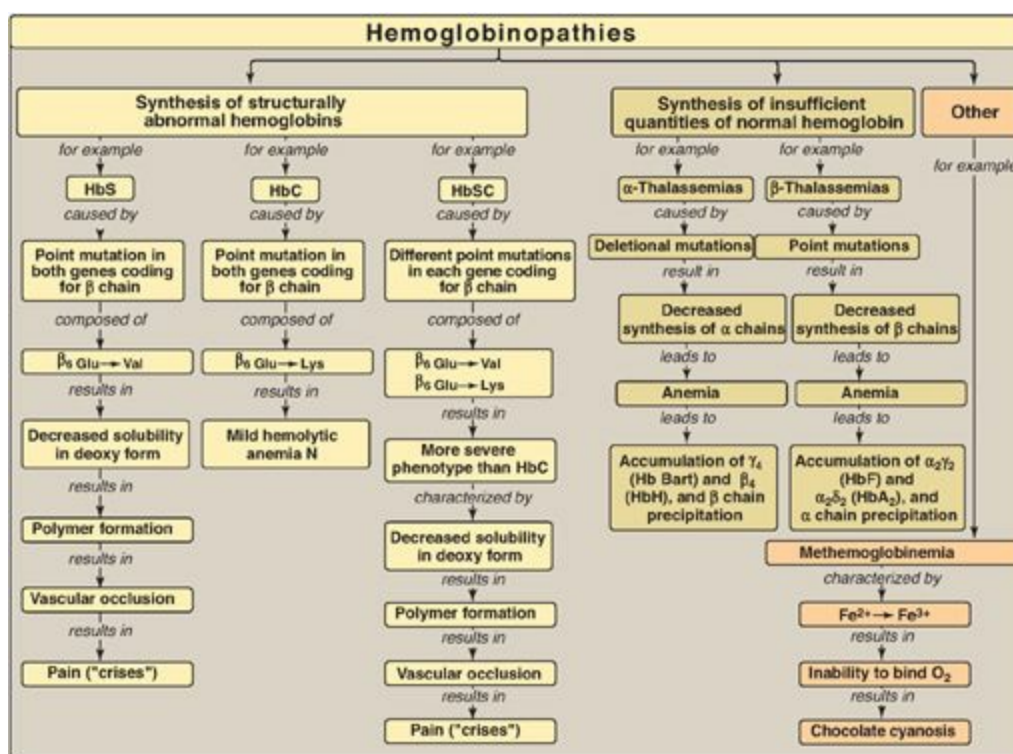 Hemoglobinopathies
Synthesis of structurally
abnormal hemoglobins
for example
HbS
caused by
Point mutation in
both genes coding
for β chain
composed of
β₆ Glu→Val
results in
Decreased solubility
in deoxy form
results in
Polymer formation
results in
Vascular occlusion
results in
Pain ("crises")
for example
HbC
caused by
Point mutation in
both genes coding
for β chain
composed of
β₆ Glu→Lys
results in
Mild hemolytic
anemia N
for example
HbSC
caused by
Different point mutations
in each gene coding
for β chain
composed of
β₆ Glu→Val
β₆ Glu→Lys
results in
More severe
phenotype than HbC
characterized by
Decreased solubility
in deoxy form
results in
Polymer formation
results in
Vascular occlusion
results in
Pain ("crises")
Synthesis of insufficient
quantities of normal hemoglobin
for example
α-Thalassemias
caused by
Deletional mutations
result in
Decreased
synthesis of α chains
leads to
Anemia
leads to
Accumulation of γ₄
(Hb Bart) and β₄
(HbH), and β chain
precipitation
for example
β-Thalassemias
caused by
Point mutations
result in
Decreased
synthesis of β chains
leads to
Anemia
leads to
Accumulation of α₂γ₂
(HbF) and
α₂δ₂ (HbA₂), and
α chain precipitation
Other
for example
Methemoglobinemia
characterized by
Fe²⁺→Fe³⁺
results in
Inability to bind O₂
results in
Chocolate cyanosis